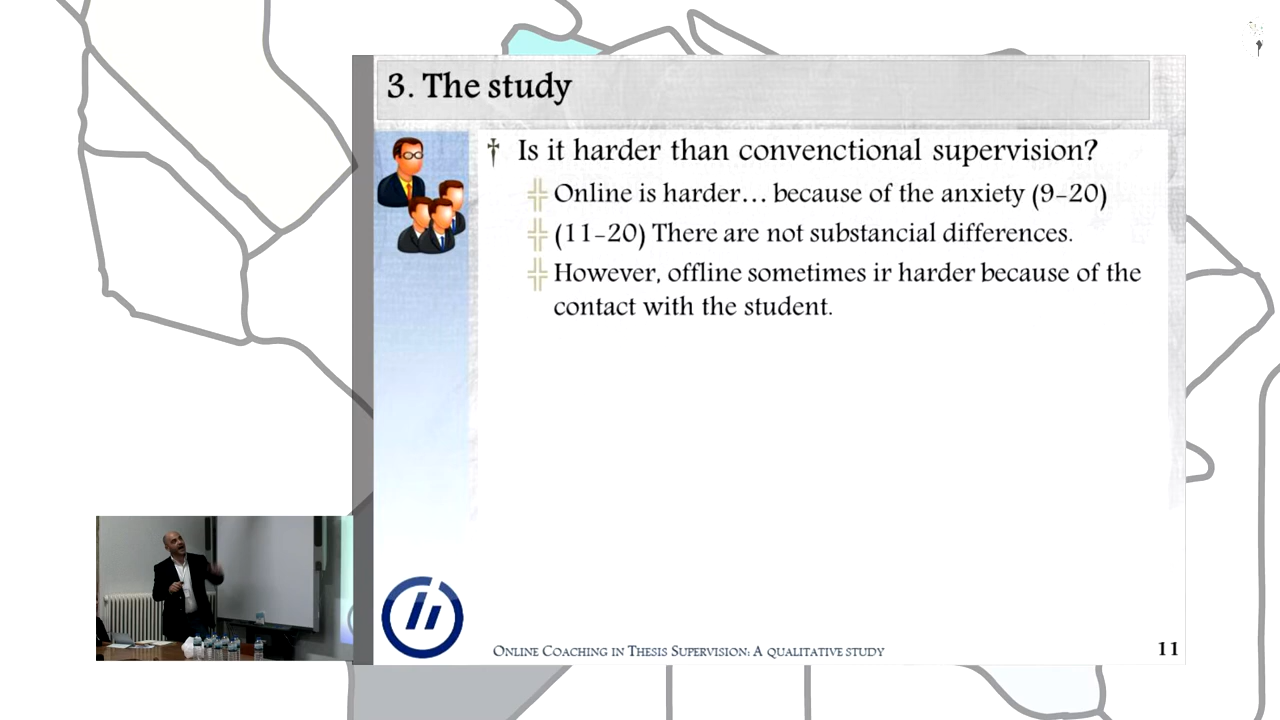 3. The study
Is it harder than convenctional supervision?
Online is harder... because of the anxiety (9-20)
(11-20) There are not substancial differences.
However, offline sometimes ir harder because of the
contact with the student.
Online Coaching in Thesis Supervision: A qualitative study
11